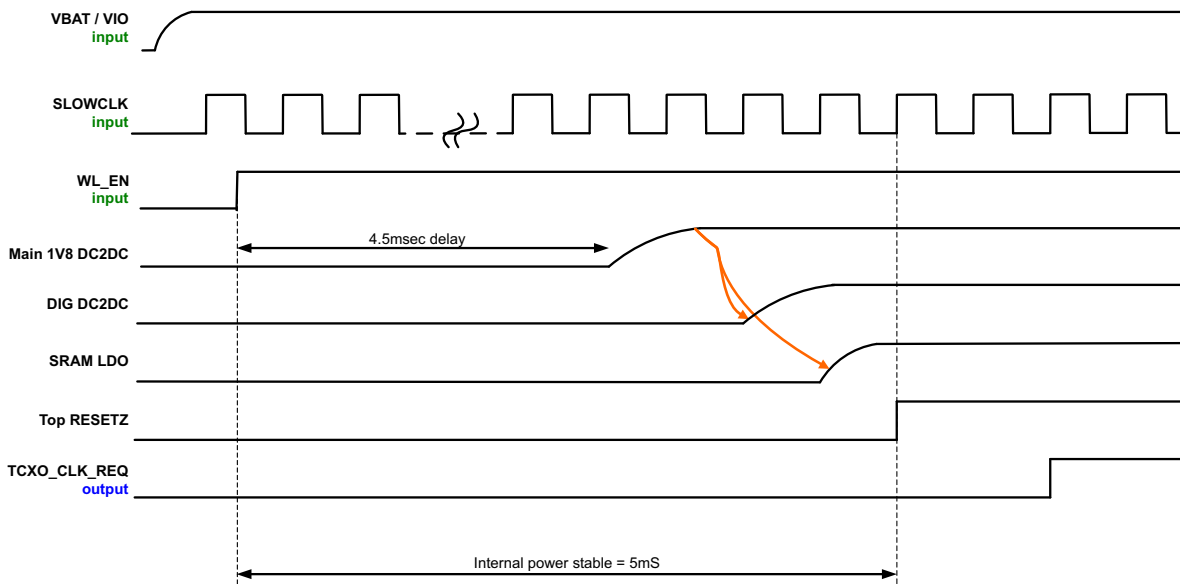 VBAT / VIO
input
SLOWCLK
input
WL_EN
input
4.5msec delay
Main 1V8 DC2DC
DIG DC2DC
SRAM LDO
Top RESETZ
TCXO_CLK_REQ
output
Internal power stable = 5mS